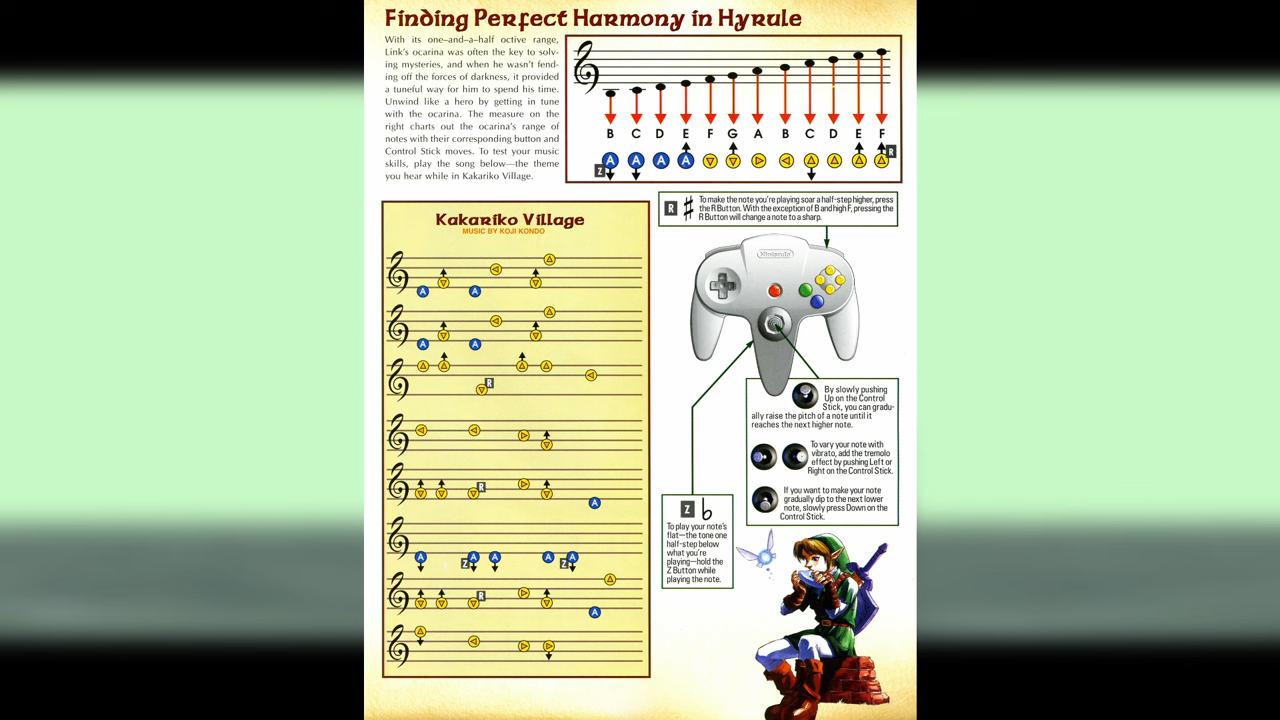 Finding Perfect Harmony in Hyrule
With its one–and–a–half octive range,
Link's ocarina was often the key to solv-
ing mysteries, and when he wasn't fend-
ing off the forces of darkness, it provided
a tuneful way for him to spend his time.
Unwind like a hero by getting in tune
with the ocarina. The measure on the
right charts out the ocarina's range of
notes with their corresponding button and
Control Stick moves. To test your music
skills, play the song below—the theme
you hear while in Kakariko Village.
B C D E F G A B C D E F
R
A A A A
Z
R
To make the note you're playing soar a half-step higher, press
the R Button. With the exception of B and high F, pressing the
R Button will change a note to a sharp.
Kakariko Village
MUSIC BY KOJI KONDO
A A
A A
R
R
A
A A A A A
Z Z
R
A
Nintendo
By slowly pushing
Up on the Control
Stick, you can gradu-
ally raise the pitch of a note until it
reaches the next higher note.
To vary your note with
vibrato, add the tremolo
effect by pushing Left or
Right on the Control Stick.
If you want to make your note
gradually dip to the next lower
note, slowly press Down on the
Control Stick.
Z
To play your note's
flat—the tone one
half-step below
what you're
playing—hold the
Z Button while
playing the note.